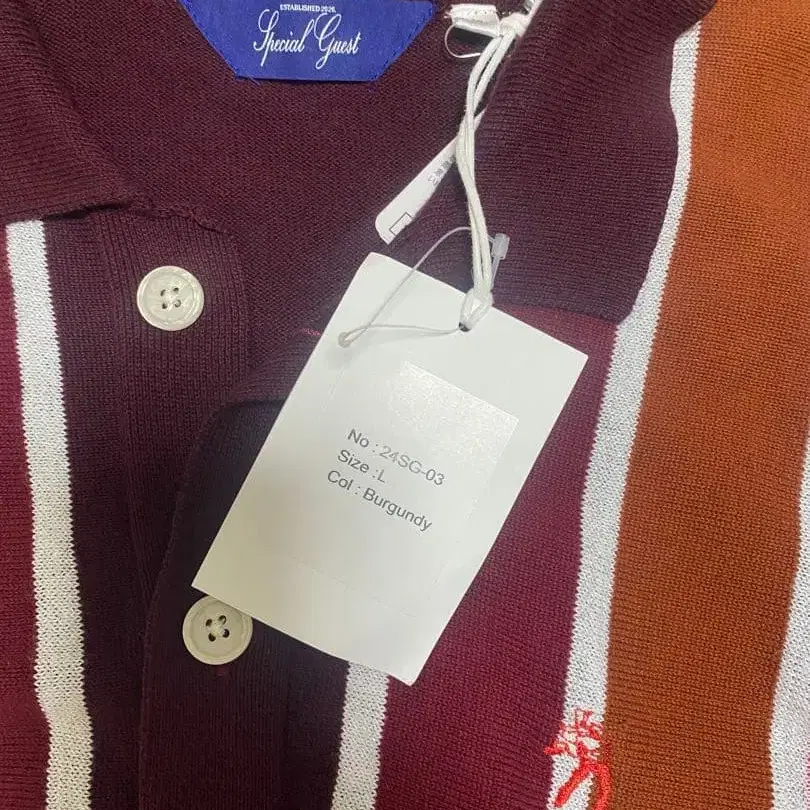 ESTABLISHED 2020.
Special Guest
No : 24SG-03
Size : L
Col : Burgundy